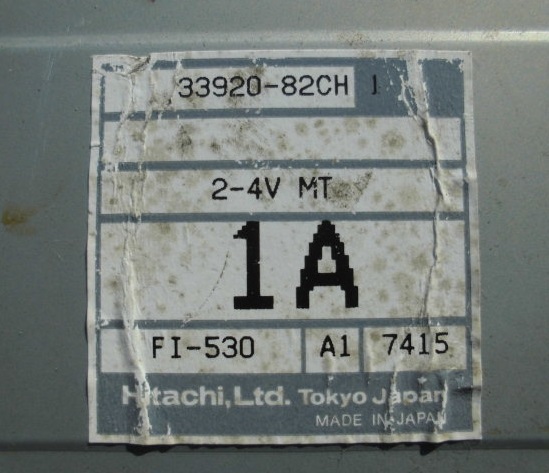 33920-82CH 1
2-4V MT
1A
FI-530 A1 7415
Hitachi,Ltd. Tokyo Japan
MADE IN JAPAN